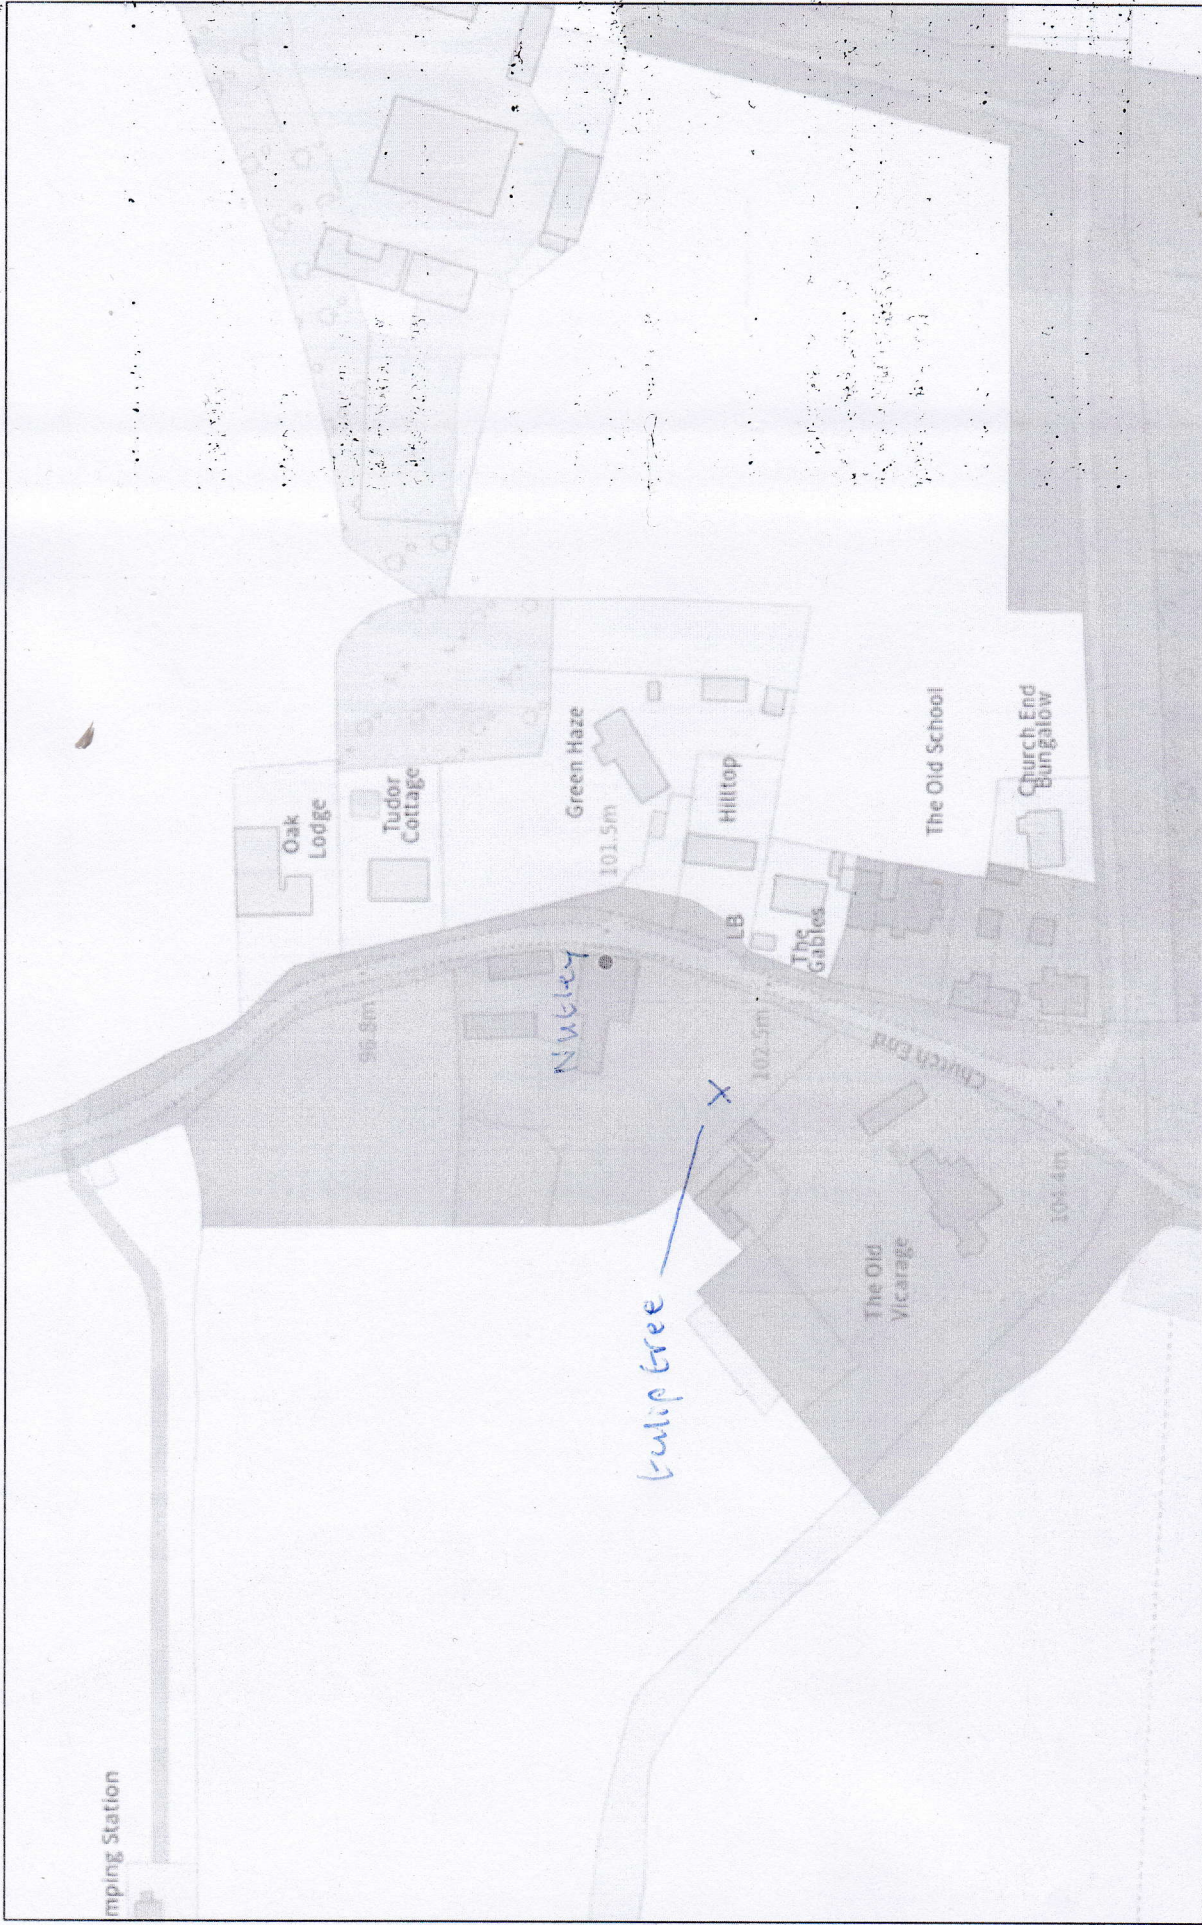 mping Station
Oak
Lodge
Tudor
Cottage
96.8m
Green Haze
101.5m
Nutley
Hilltop
LB
102.5m
The
Gables
tulip tree
X
The Old School
Church End
Bungalow
Church End
The Old
Vicarage
104.4m